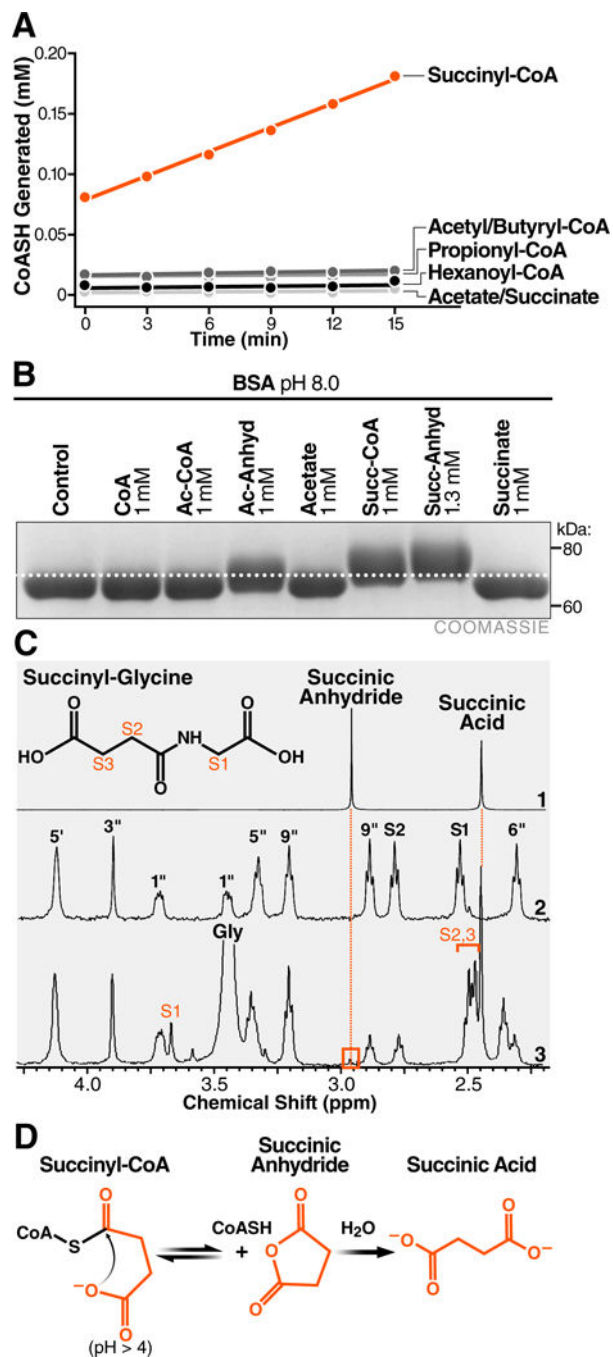 A
CoASH Generated (mM)
0.20
0.15
0.10
0.05
0
Succinyl-CoA
Acetyl/Butyryl-CoA
Propionyl-CoA
Hexanoyl-CoA
Acetate/Succinate
0 3 6 9 12 15
Time (min)
B
BSA pH 8.0
Control
CoA
1 mM
Ac-CoA
1 mM
Ac-Anhyd
1 mM
Acetate
1 mM
Succ-CoA
1 mM
Succ-Anhyd
1.3 mM
Succinate
1 mM
kDa:
80
60
COOMASSIE
C
Succinyl-Glycine
O
HO
S3
S2
O
NH
S1
O
OH
Succinic
Anhydride
Succinic
Acid
1
5' 3" 1" 1" 5" 9" 9" S2 S1 6"
2
Gly
S1
S2,3
3
4.0 3.5 3.0 2.5
Chemical Shift (ppm)
D
Succinyl-CoA
Succinic
Anhydride
Succinic Acid
O
CoA
S
−O
O
(pH > 4)
CoASH
+
O
O
O
H2O
−O
O
O
O−